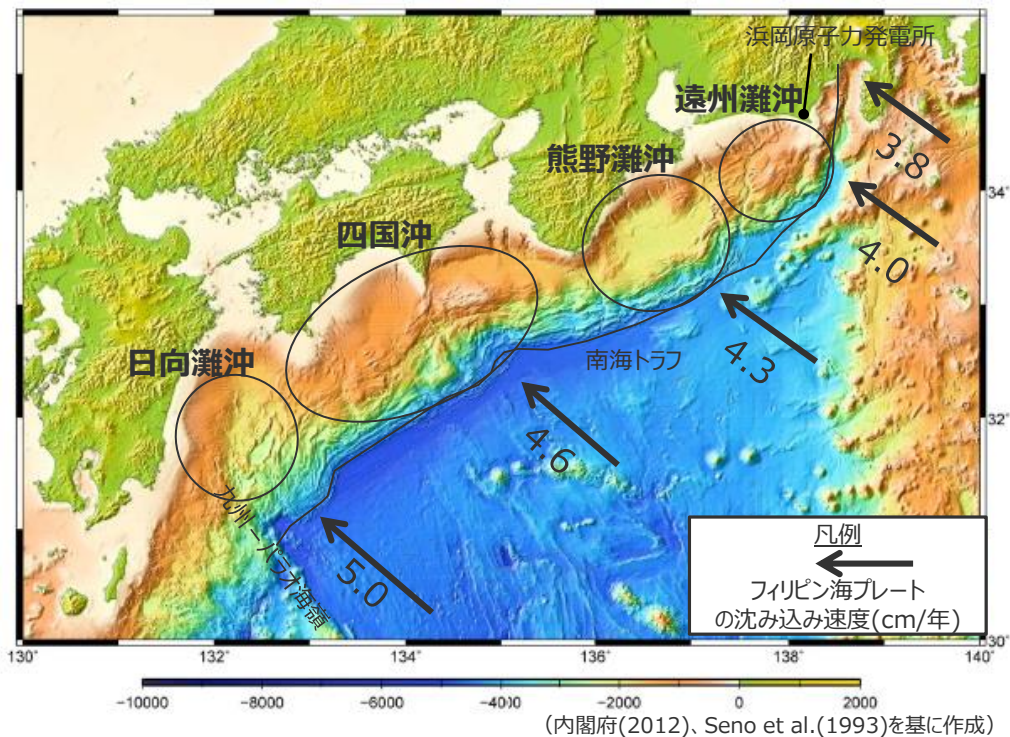 浜岡原子力発電所
遠州灘沖
熊野灘沖
四国沖
日向灘沖
3.8
4.0
4.3
4.6
5.0
南海トラフ
九州－パラオ海嶺
凡例
フィリピン海プレート
の沈み込み速度(cm/年)
34°
32°
30°
130°
132°
134°
136°
138°
140°
-10000
-8000
-6000
-4000
-2000
0
2000
（内閣府(2012)、Seno et al.(1993)を基に作成）